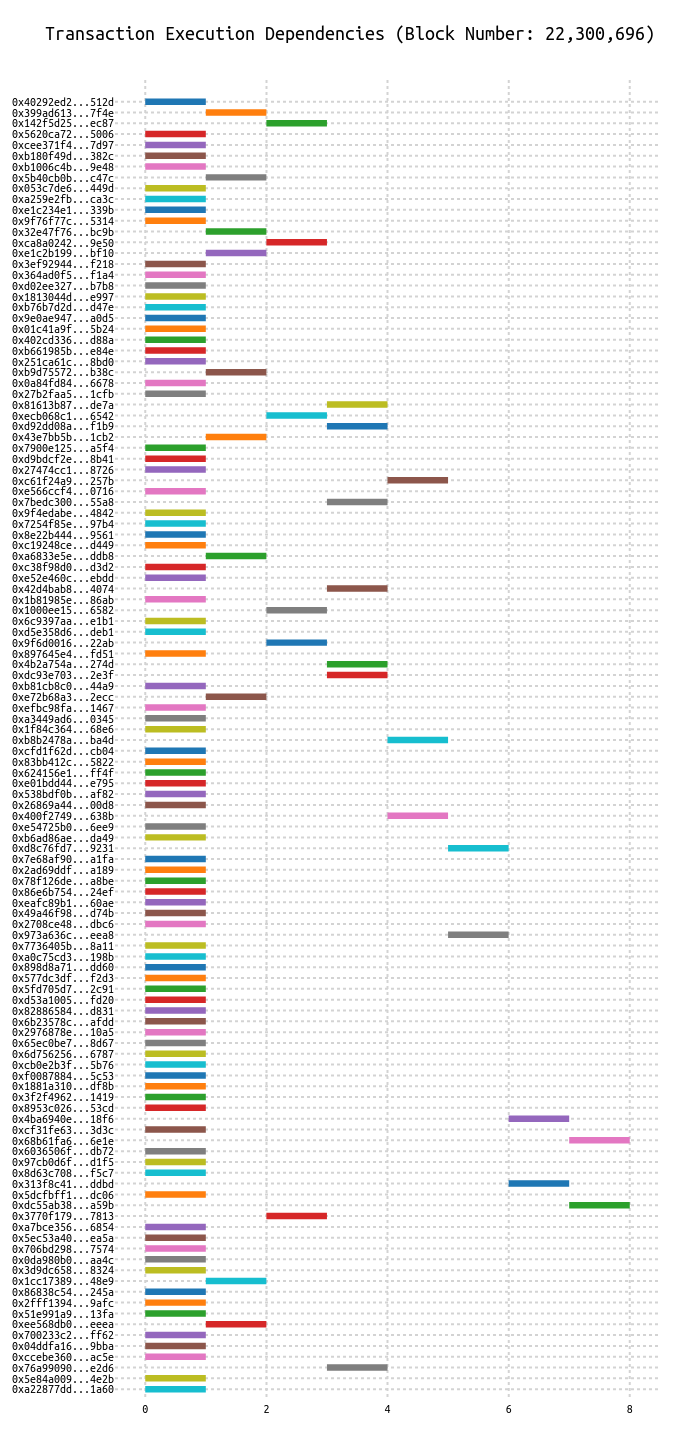 Transaction Execution Dependencies (Block Number: 22,300,696)
0x40292ed2...512d
0x399ad613...7f4e
0x142f5d25...ec87
0x5620ca72...5006
0xcee371f4...7d97
0xb180f49d...382c
0xb1006c4b...9e48
0x5b40cb0b...c47c
0x053c7de6...449d
0xa259e2fb...ca3c
0xe1c234e1...339b
0x9f76f77c...5314
0x32e47f76...bc9b
0xca8a0242...9e50
0xe1c2b199...bf10
0x3ef92944...f218
0x364ad0f5...f1a4
0xd02ee327...b7b8
0x1813044d...e997
0xb76b7d2d...d47e
0x9e0ae947...a0d5
0x01c41a9f...5b24
0x402cd336...d88a
0xb661985b...e84e
0x251ca61c...8bd0
0xb9d75572...b38c
0x0a84fd84...6678
0x27b2faa5...1cfb
0x81613b87...de7a
0xecb068c1...6542
0xd92dd08a...f1b9
0x43e7bb5b...1cb2
0x7900e125...a5f4
0xd9bdcf2e...8b41
0x27474cc1...8726
0xc61f24a9...257b
0xe566ccf4...0716
0x7bedc300...55a8
0x9f4edabe...4842
0x7254f85e...97b4
0x8e22b444...9561
0xc19248ce...d449
0xa6833e5e...ddb8
0xc38f98d0...d3d2
0xe52e460c...ebdd
0x42d4bab8...4074
0x1b81985e...86ab
0x1000ee15...6582
0x6c9397aa...e1b1
0xd5e358d6...deb1
0x9f6d0016...22ab
0x897645e4...fd51
0x4b2a754a...274d
0xdc93e703...2e3f
0xb81cb8c0...44a9
0xe72b68a3...2ecc
0xefbc98fa...1467
0xa3449ad6...0345
0x1f84c364...68e6
0xb8b2478a...ba4d
0xcfd1f62d...cb04
0x83bb412c...5822
0x624156e1...ff4f
0xe01bdd44...e795
0x538bdf0b...af82
0x26869a44...00d8
0x400f2749...638b
0xe54725b0...6ee9
0xb6ad86ae...da49
0xd8c76fd7...9231
0x7e68af90...a1fa
0x2ad69ddf...a189
0x78f126de...a8be
0x86e6b754...24ef
0xeafc89b1...60ae
0x49a46f98...d74b
0x2708ce48...dbc6
0x973a636c...eea8
0x7736405b...8a11
0xa0c75cd3...198b
0x898d8a71...dd60
0x577dc3df...f2d3
0x5fd705d7...2c91
0xd53a1005...fd20
0x82886584...d831
0x6b23578c...afdd
0x2976878e...10a5
0x65ec0be7...8d67
0x6d756256...6787
0xcb0e2b3f...5b76
0xf0087884...5c53
0x1881a310...df8b
0x3f2f4962...1419
0x8953c026...53cd
0x4ba6940e...18f6
0xcf31fe63...3d3c
0x68b61fa6...6e1e
0x6036506f...db72
0x97cb0d6f...d1f5
0x8d63c708...f5c7
0x313f8c41...ddbd
0x5dcfbff1...dc06
0xdc55ab38...a59b
0x3770f179...7813
0xa7bce356...6854
0x5ec53a40...ea5a
0x706bd298...7574
0x0da980b0...aa4c
0x3d9dc658...8324
0x1cc17389...48e9
0x86838c54...245a
0x2fff1394...9afc
0x51e991a9...13fa
0xee568db0...eeea
0x700233c2...ff62
0x04ddfa16...9bba
0xccebe360...ac5e
0x76a99090...e2d6
0x5e84a009...4e2b
0xa22877dd...1a60
0 2 4 6 8